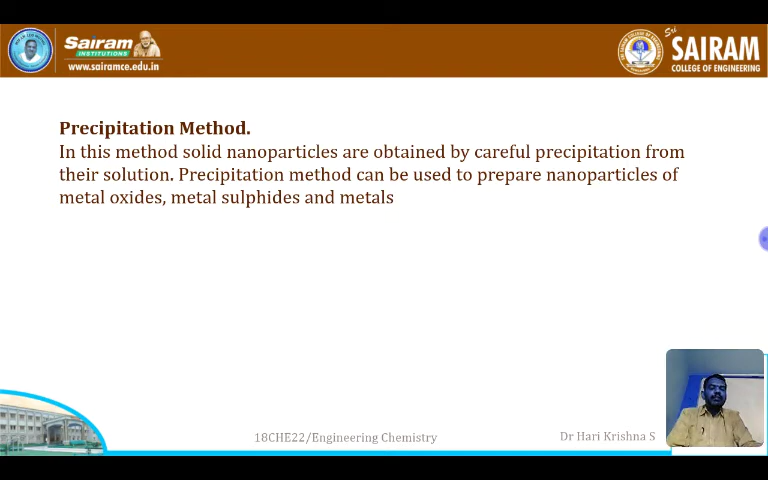 Sairam
INSTITUTIONS
www.sairamce.edu.in
Sri
SAIRAM
COLLEGE OF ENGINEERING
Precipitation Method.
In this method solid nanoparticles are obtained by careful precipitation from
their solution. Precipitation method can be used to prepare nanoparticles of
metal oxides, metal sulphides and metals
18CHE22/Engineering Chemistry
Dr Hari Krishna S